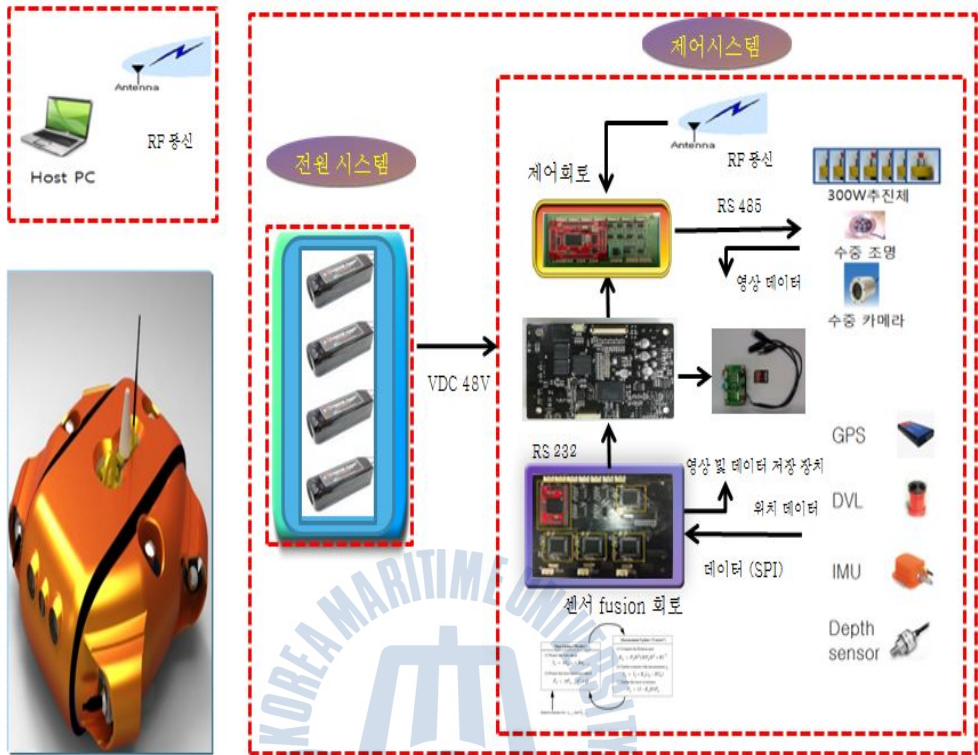 제어시스템
Antenna
RF 통신
Host PC
전원 시스템
Antenna
RF 통신
제어회로
RS 485
300W추진체
수중 조명
영상 데이터
수중 카메라
VDC 48V
RS 232
영상 및 데이터 저장 장치
위치 데이터
데이터 (SPI)
센서 fusion 회로
GPS
DVL
IMU
Depth
sensor
KOREA MARITIME UNIVERSITY